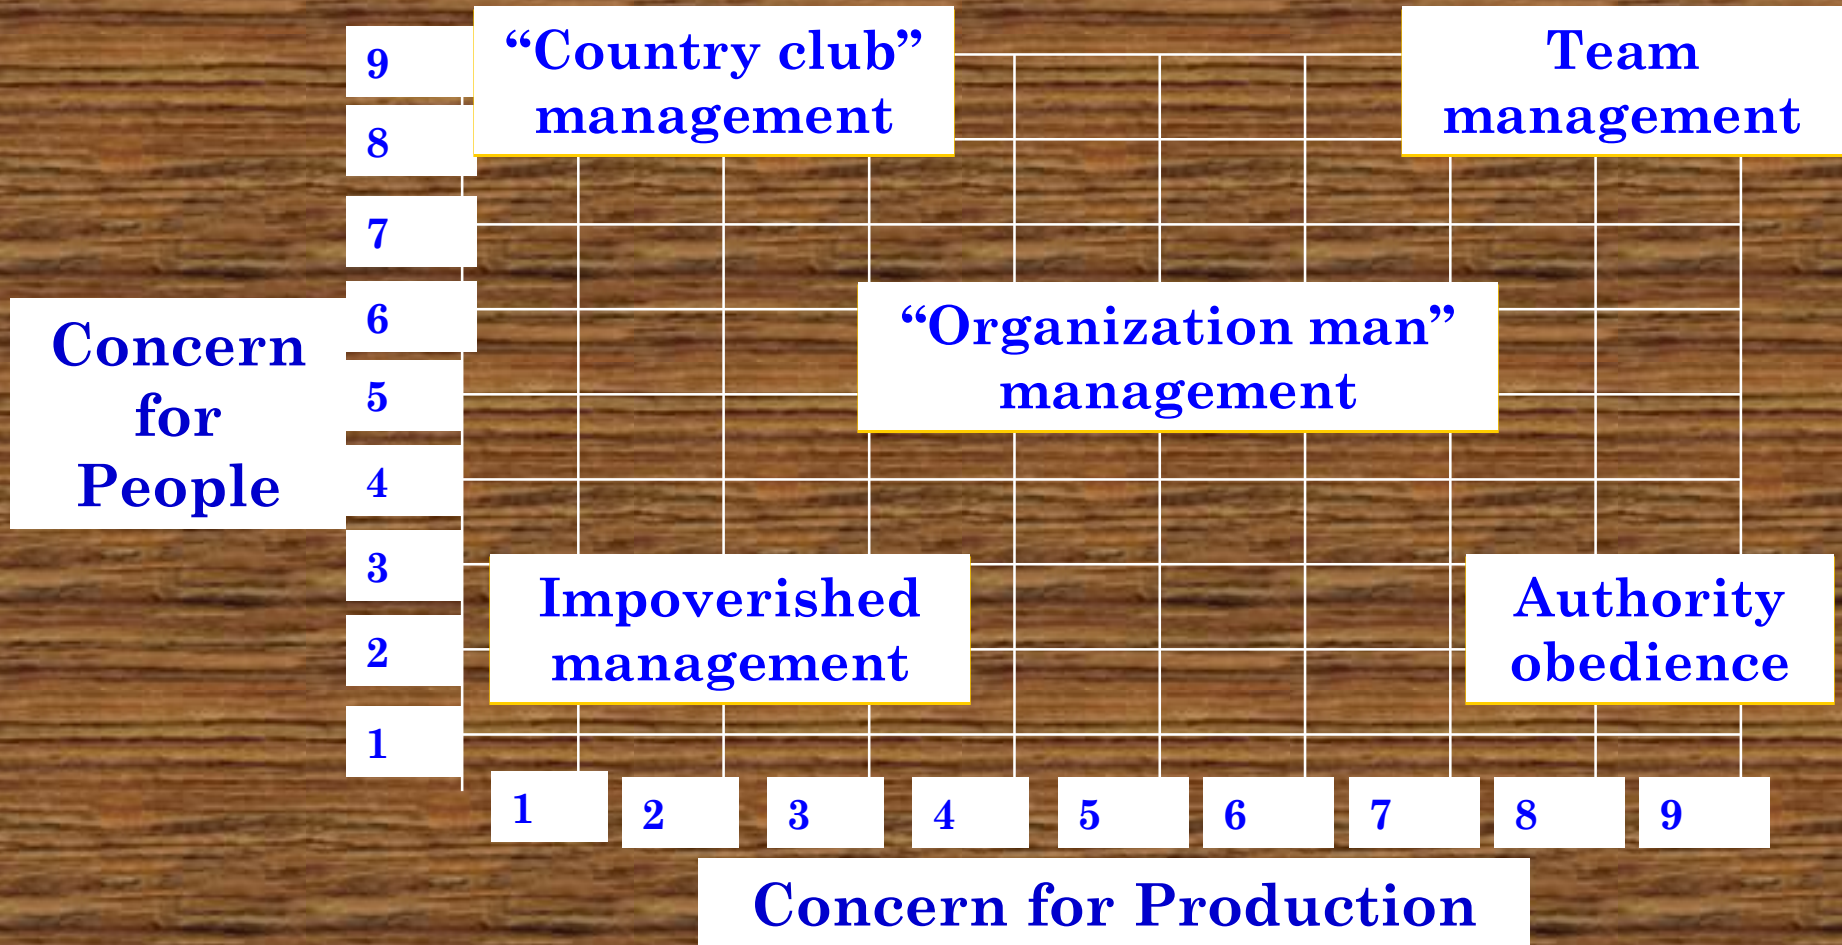 “Country club”
management
Team
management
9
8
7
6
5
4
3
2
1
Concern
for
People
“Organization man”
management
Impoverished
management
Authority
obedience
1 2 3 4 5 6 7 8 9
Concern for Production